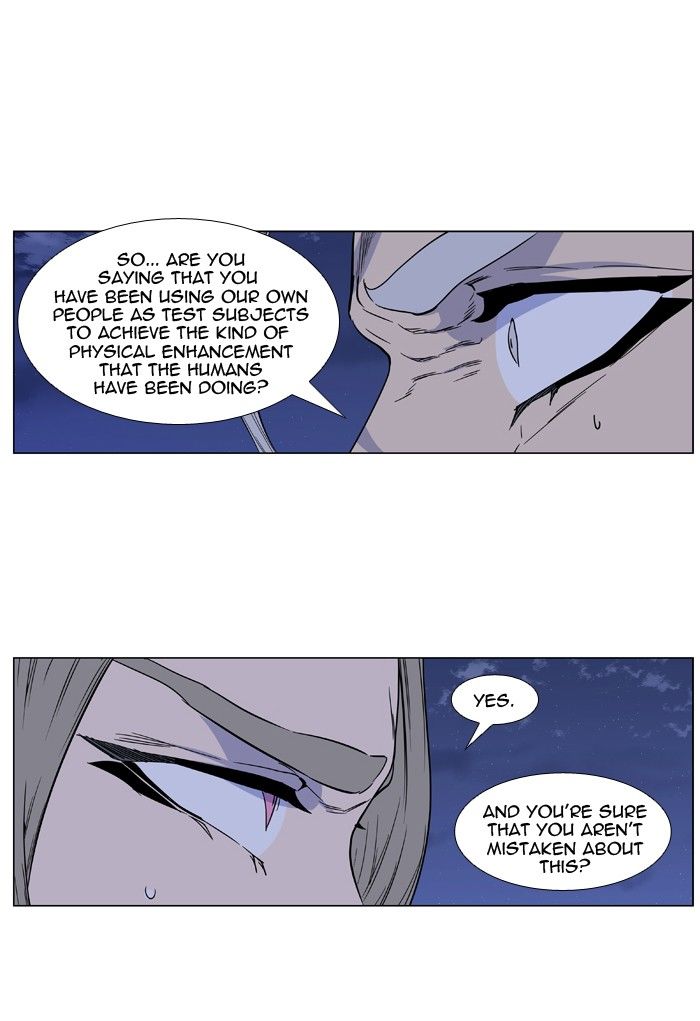 SO... ARE YOU
SAYING THAT YOU
HAVE BEEN USING OUR OWN
PEOPLE AS TEST SUBJECTS
TO ACHIEVE THE KIND OF
PHYSICAL ENHANCEMENT
THAT THE HUMANS
HAVE BEEN DOING?
YES.
AND YOU'RE SURE
THAT YOU AREN'T
MISTAKEN ABOUT
THIS?